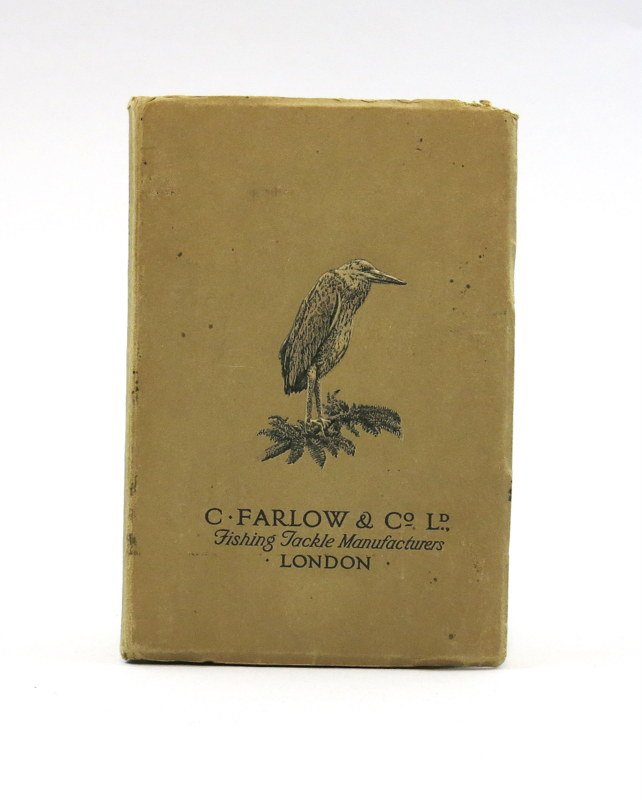 C · FARLOW & Co. LD.,
Fishing Tackle Manufacturers
· LONDON ·